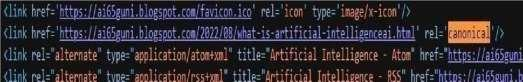 <link href='https://ai65guni.blogspot.com/favicon.ico' rel='icon' type='image/x-icon'/>
<link href='https://ai65guni.blogspot.com/2022/08/what-is-artificial-intelligenceai.html' rel='canonical'/>
<link rel="alternate" type="application/atom+xml" title="Artificial Intelligence - Atom" href="https://ai65guni
<link rel="alternate" type="application/rss+xml" title="Artificial Intelligence - RSS" href="https://ai65guni